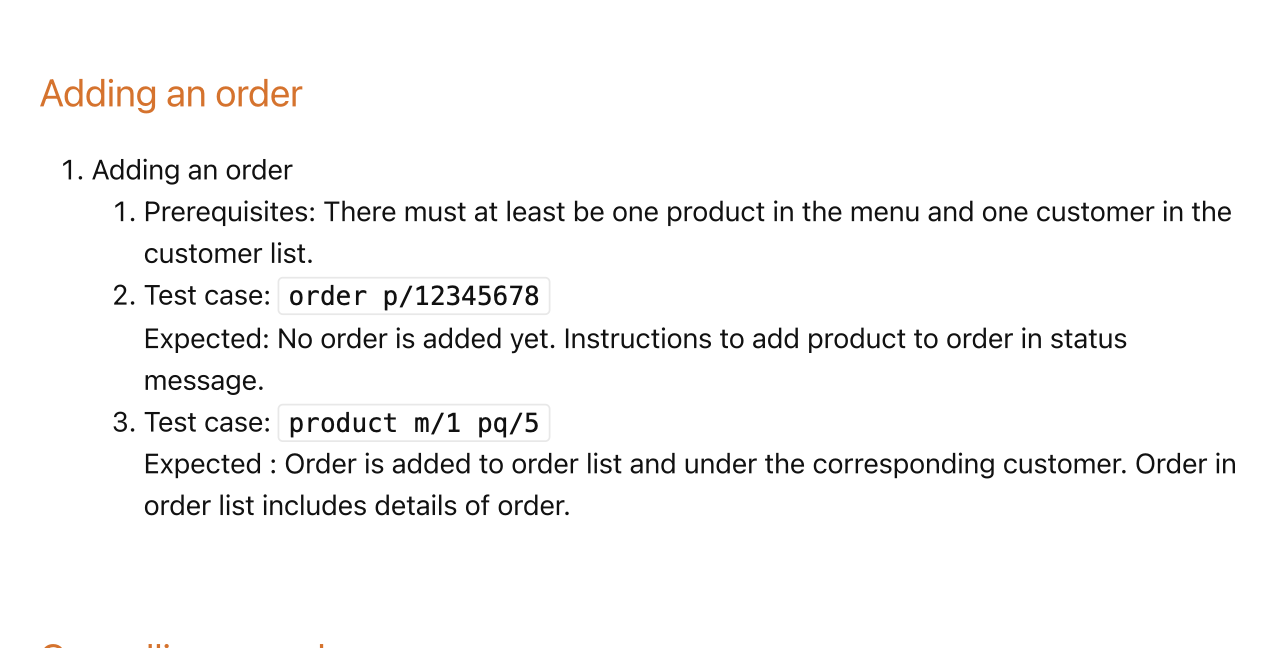 Adding an order
1. Adding an order
1. Prerequisites: There must at least be one product in the menu and one customer in the
customer list.
2. Test case: order p/12345678
Expected: No order is added yet. Instructions to add product to order in status
message.
3. Test case: product m/1 pq/5
Expected : Order is added to order list and under the corresponding customer. Order in
order list includes details of order.